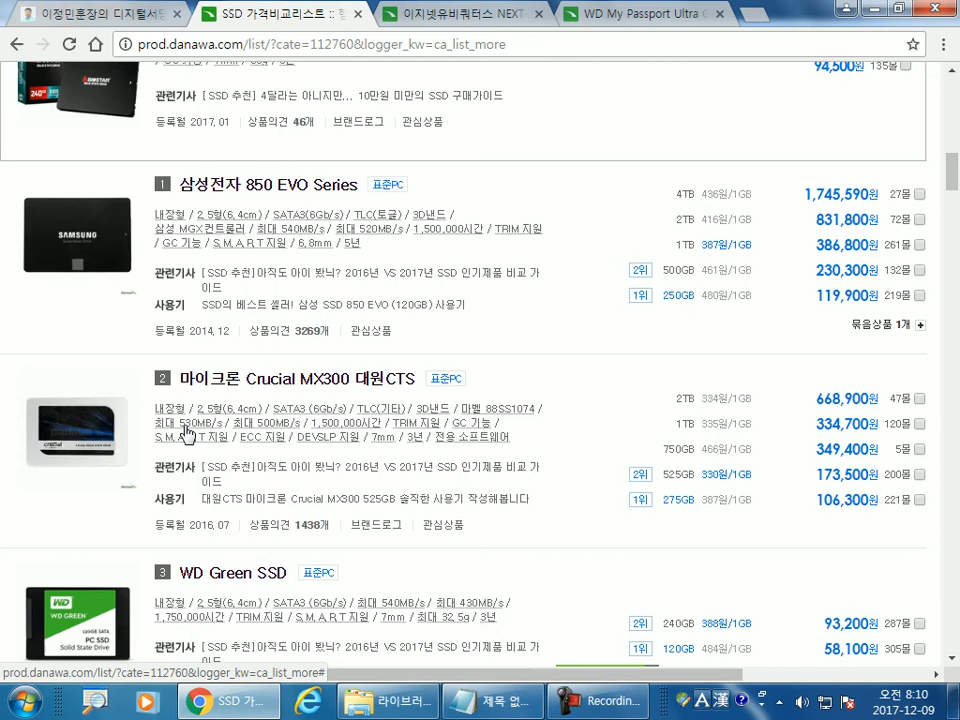 이정민훈장의 디지털서당
SSD 가격비교리스트 ::
이지넷유비쿼터스 NEXT-
WD My Passport Ultra
prod.danawa.com/list/?cate=112760&logger_kw=ca_list_more
94,500원 135몰
240GB
BIOSTAR
관련기사 [SSD 추천] 4달라는 아니지만... 10만원 미만의 SSD 구매가이드
등록월 2017.01 상품의견 46개 브랜드로그 관심상품
1 삼성전자 850 EVO Series 표준PC
SAMSUNG
내장형 / 2.5형(6.4cm) / SATA3(6Gb/s) / TLC(토글) / 3D낸드 /
삼성 MGX컨트롤러 / 최대 540MB/s / 최대 520MB/s / 1,500,000시간 / TRIM 지원
/ GC 기능 / S.M.A.R.T 지원 / 6.8mm / 5년
4TB 436원/1GB 1,745,590원 27몰
2TB 416원/1GB 831,800원 72몰
1TB 387원/1GB 386,800원 261몰
2위 500GB 461원/1GB 230,300원 132몰
1위 250GB 480원/1GB 119,900원 219몰
묶음상품 1개
관련기사 [SSD 추천]아직도 아이 봤닉? 2016년 VS 2017년 SSD 인기제품 비교 가
이드
사용기 SSD의 베스트 셀러! 삼성 SSD 850 EVO (120GB) 사용기
등록월 2014.12 상품의견 3269개 관심상품
2 마이크론 Crucial MX300 대원CTS 표준PC
crucial
내장형 / 2.5형(6.4cm) / SATA3 (6Gb/s) / TLC(기타) / 3D낸드 / 마벨 88SS1074 /
최대 530MB/s / 최대 500MB/s / 1,500,000시간 / TRIM 지원 / GC 기능 /
S.M.A.R.T 지원 / ECC 지원 / DEVSLP 지원 / 7mm / 3년 / 전용 소프트웨어
2TB 334원/1GB 668,900원 47몰
1TB 335원/1GB 334,700원 120몰
750GB 466원/1GB 349,400원 5몰
2위 525GB 330원/1GB 173,500원 200몰
1위 275GB 387원/1GB 106,300원 221몰
관련기사 [SSD 추천]아직도 아이 봤닉? 2016년 VS 2017년 SSD 인기제품 비교 가
이드
사용기 대원CTS 마이크론 Crucial MX300 525GB 솔직한 사용기 작성해봅니다
등록월 2016.07 상품의견 1438개 브랜드로그 관심상품
3 WD Green SSD 표준PC
WD
WD GREEN
PC SSD
Solid State Drive
내장형 / 2.5형(6.4cm) / SATA3 (6Gb/s) / 최대 540MB/s / 최대 430MB/s /
1,750,000시간 / TRIM 지원 / S.M.A.R.T 지원 / 7mm / 최대 32.5g / 3년
2위 240GB 388원/1GB 93,200원 287몰
1위 120GB 484원/1GB 58,100원 305몰
관련기사 [SSD 추천]아직도 아이 봤닉? 2016년 VS 2017년 SSD 인기제품 비교 가
이드
prod.danawa.com/list/?cate=112760&logger_kw=ca_list_more#
SSD 가...
라이브러...
제목 없...
Recordin...
A 漢
오전 8:10
2017-12-09